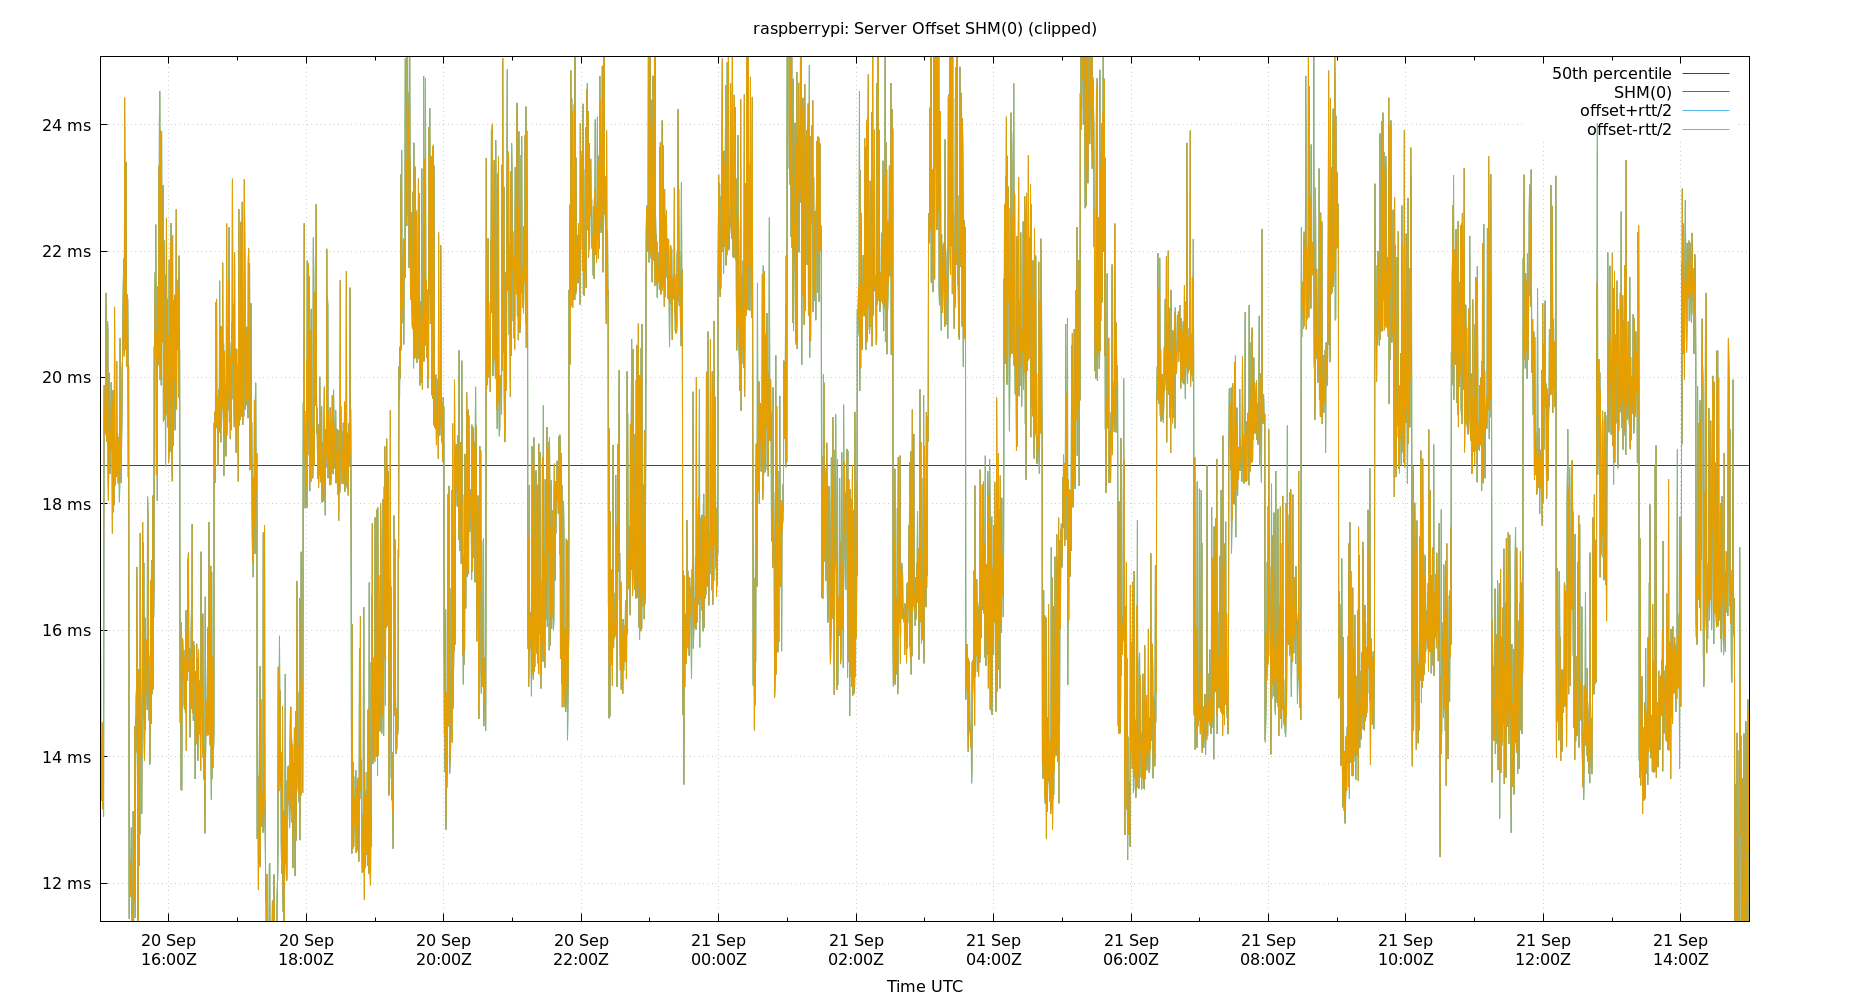 raspberrypi: Server Offset SHM(0) (clipped)
50th percentile
SHM(0)
offset+rtt/2
offset-rtt/2
24 ms
22 ms
20 ms
18 ms
16 ms
14 ms
12 ms
20 Sep 20 Sep 20 Sep 20 Sep 21 Sep 21 Sep 21 Sep 21 Sep 21 Sep 21 Sep 21 Sep 21 Sep
16:00Z 18:00Z 20:00Z 22:00Z 00:00Z 02:00Z 04:00Z 06:00Z 08:00Z 10:00Z 12:00Z 14:00Z
Time UTC